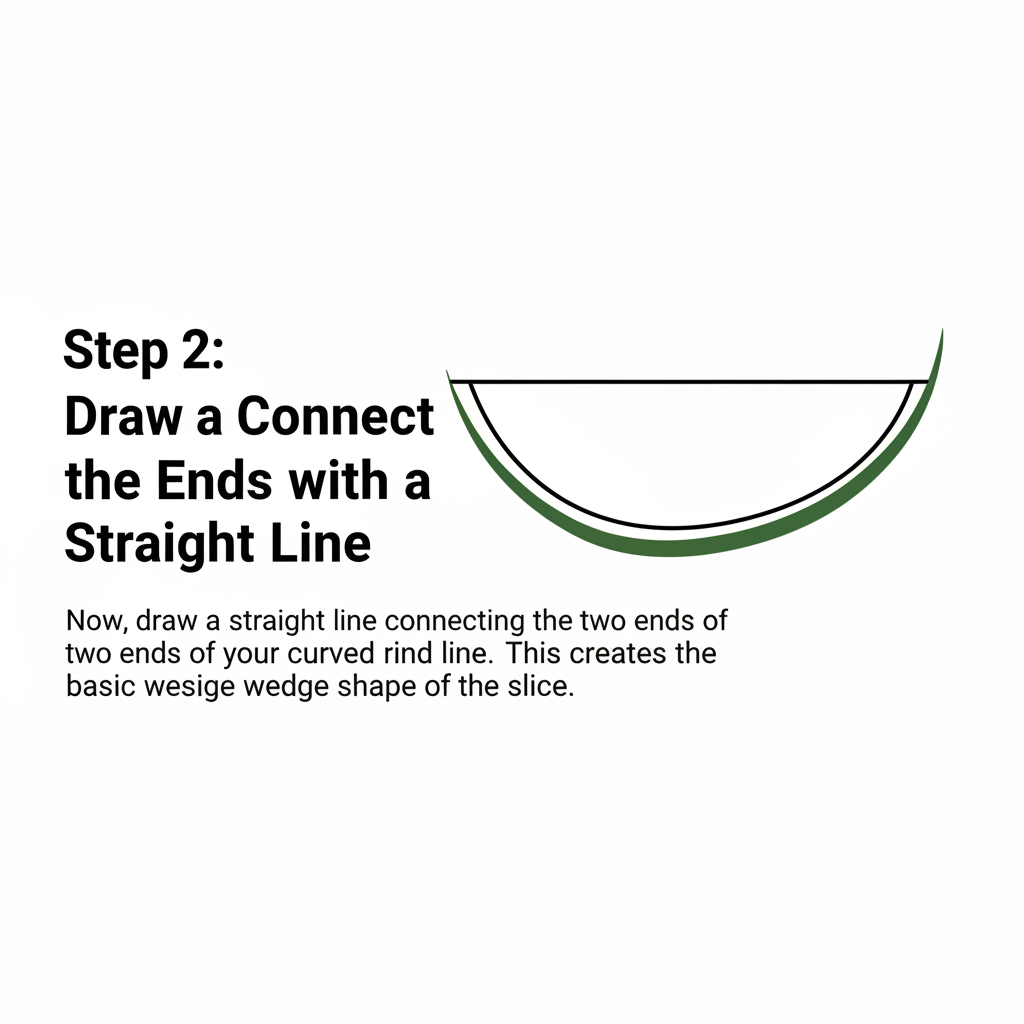 Step 2:
Draw a Connect
the Ends with a
Straight Line
Now, draw a straight line connecting the two ends of
two ends of your curved rind line. This creates the
basic wesige wedge shape of the slice.